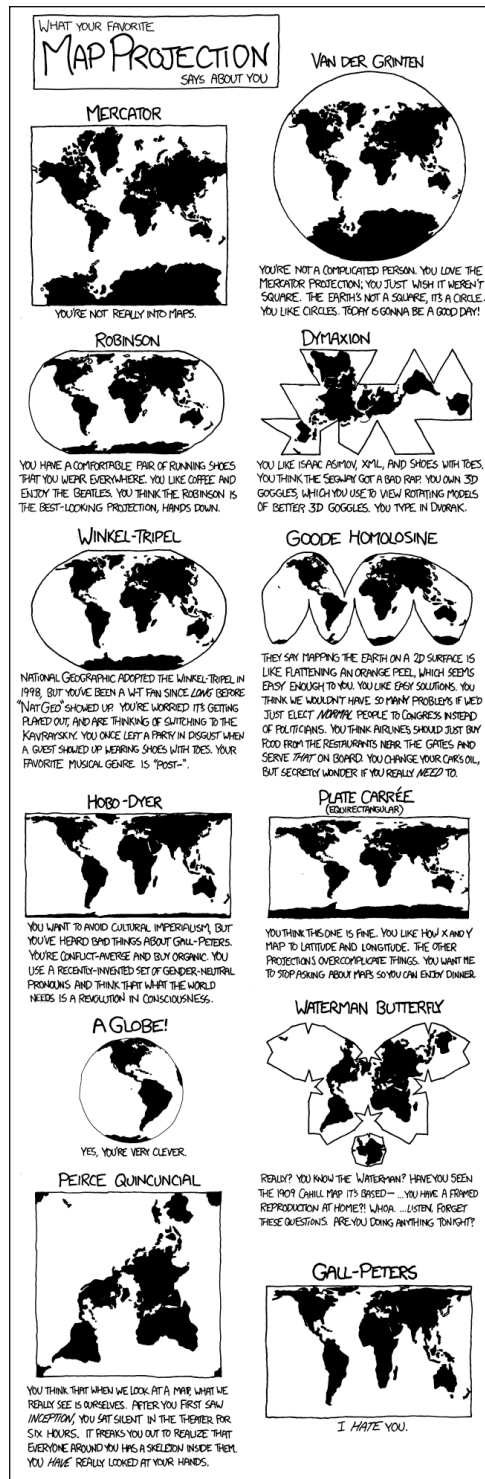 WHAT YOUR FAVORITE
MAP PROJECTION
SAYS ABOUT YOU
MERCATOR
YOU'RE NOT REALLY INTO MAPS.
VAN DER GRINTEN
YOU'RE NOT A COMPLICATED PERSON. YOU LOVE THE
MERCATOR PROJECTION; YOU JUST WISH IT WEREN'T
SQUARE. THE EARTH'S NOT A SQUARE, IT'S A CIRCLE.
YOU LIKE CIRCLES. TODAY IS GONNA BE A GOOD DAY!
ROBINSON
YOU HAVE A COMFORTABLE PAIR OF RUNNING SHOES
THAT YOU WEAR EVERYWHERE. YOU LIKE COFFEE AND
ENJOY THE BEATLES. YOU THINK THE ROBINSON IS
THE BEST-LOOKING PROJECTION, HANDS DOWN.
DYMAXION
YOU LIKE ISAAC ASIMOV, XML, AND SHOES WITH TOES.
YOU THINK THE SEGWAY GOT A BAD RAP. YOU OWN 3D
GOGGLES, WHICH YOU USE TO VIEW ROTATING MODELS
OF BETTER 3D GOGGLES. YOU TYPE IN DVORAK.
WINKEL-TRIPEL
NATIONAL GEOGRAPHIC ADOPTED THE WINKEL-TRIPEL IN
1998, BUT YOU'VE BEEN A W-T FAN SINCE LONG BEFORE
"NAT GEO" SHOWED UP. YOU'RE WORRIED IT'S GETTING
PLAYED OUT, AND ARE THINKING OF SWITCHING TO THE
KAVRAYSKIY. YOU ONCE LEFT A PARTY IN DISGUST WHEN
A GUEST SHOWED UP WEARING SHOES WITH TOES. YOUR
FAVORITE MUSICAL GENRE IS "POST-".
GOODE HOMOLOSINE
THEY SAY MAPPING THE EARTH ON A 2D SURFACE IS
LIKE FLATTENING AN ORANGE PEEL, WHICH SEEMS
EASY ENOUGH TO YOU. YOU LIKE EASY SOLUTIONS. YOU
THINK WE WOULDN'T HAVE SO MANY PROBLEMS IF WE'D
JUST ELECT NORMAL PEOPLE TO CONGRESS INSTEAD
OF POLITICIANS. YOU THINK AIRLINES SHOULD JUST BUY
FOOD FROM THE RESTAURANTS NEAR THE GATES AND
SERVE THAT ON BOARD. YOU CHANGE YOUR CAR'S OIL,
BUT SECRETLY WONDER IF YOU REALLY NEED TO.
HOBO-DYER
YOU WANT TO AVOID CULTURAL IMPERIALISM, BUT
YOU'VE HEARD BAD THINGS ABOUT GALL-PETERS.
YOU'RE CONFLICT-AVERSE AND BUY ORGANIC. YOU
USE A RECENTLY-INVENTED SET OF GENDER-NEUTRAL
PRONOUNS AND THINK THAT WHAT THE WORLD
NEEDS IS A REVOLUTION IN CONSCIOUSNESS.
PLATE CARRÉE
(EQUIRECTANGULAR)
YOU THINK THIS ONE IS FINE. YOU LIKE HOW X AND Y
MAP TO LATITUDE AND LONGITUDE. THE OTHER
PROJECTIONS OVERCOMPLICATE THINGS. YOU WANT ME
TO STOP ASKING ABOUT MAPS SO YOU CAN ENJOY DINNER.
A GLOBE!
YES, YOU'RE VERY CLEVER.
WATERMAN BUTTERFLY
REALLY? YOU KNOW THE WATERMAN? HAVE YOU SEEN
THE 1909 CAHILL MAP IT'S BASED— ...YOU HAVE A FRAMED
REPRODUCTION AT HOME?! WHOA. ...LISTEN, FORGET
THESE QUESTIONS. ARE YOU DOING ANYTHING TONIGHT?
PEIRCE QUINCUNCIAL
YOU THINK THAT WHEN WE LOOK AT A MAP, WHAT WE
REALLY SEE IS OURSELVES. AFTER YOU FIRST SAW
INCEPTION, YOU SAT SILENT IN THE THEATER FOR
SIX HOURS. IT FREAKS YOU OUT TO REALIZE THAT
EVERYONE AROUND YOU HAS A SKELETON INSIDE THEM.
YOU HAVE REALLY LOOKED AT YOUR HANDS.
GALL-PETERS
I HATE YOU.